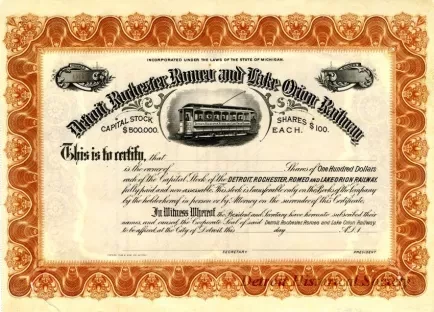 INCORPORATED UNDER THE LAWS OF THE STATE OF MICHIGAN.
Detroit, Rochester, Romeo and Lake Orion Railway.
CAPITAL STOCK $800,000.
SHARES $100. EACH.
This is to certify, that
is the owner of Shares of One Hundred Dollars
each of the Capital Stock of the DETROIT, ROCHESTER, ROMEO AND LAKE ORION RAILWAY,
fully paid and non assessable. This stock is transferable only on the Books of the Company
by the holder hereof in person or by Attorney on the surrender of this Certificate.
In Witness Whereof, the President and Secretary have hereunto subscribed their
names and caused the Corporate Seal of said Detroit, Rochester, Romeo and Lake Orion Railway,
to be affixed at the City of Detroit, this day A.D. 1
SECRETARY
PRESIDENT
Detroit Historical Society